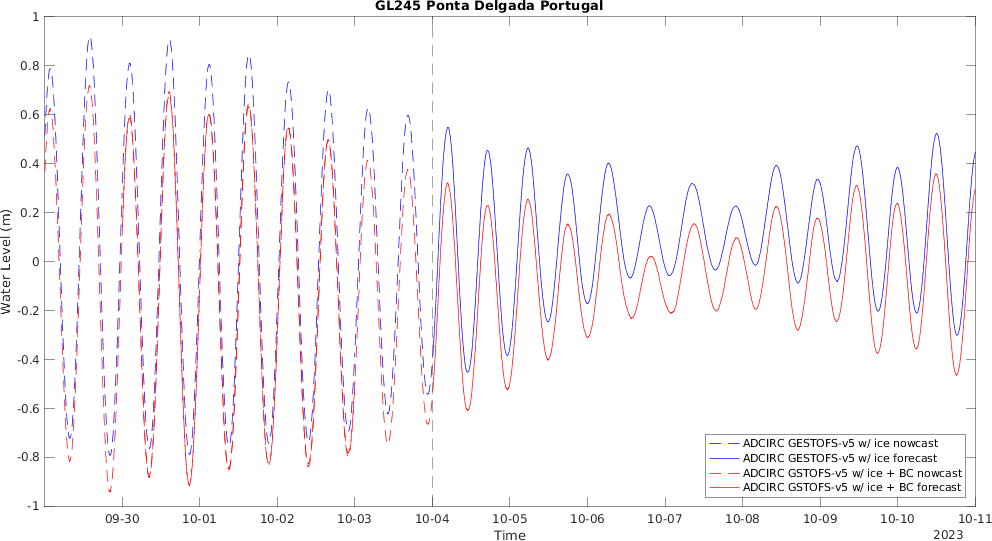 GL245 Ponta Delgada Portugal
1
0.8
0.6
0.4
0.2
0
-0.2
-0.4
-0.6
-0.8
-1
Water Level (m)
ADCIRC GESTOFS-v5 w/ ice nowcast
ADCIRC GESTOFS-v5 w/ ice forecast
ADCIRC GSTOFS-v5 w/ ice + BC nowcast
ADCIRC GSTOFS-v5 w/ ice + BC forecast
09-30 10-01 10-02 10-03 10-04 10-05 10-06 10-07 10-08 10-09 10-10 10-11
Time
2023